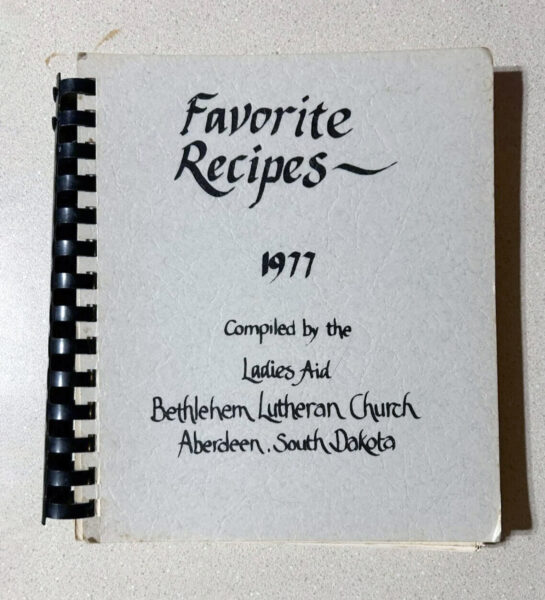 Favorite
Recipes~
1977
Compiled by the
Ladies Aid
Bethlehem Lutheran Church
Aberdeen, South Dakota